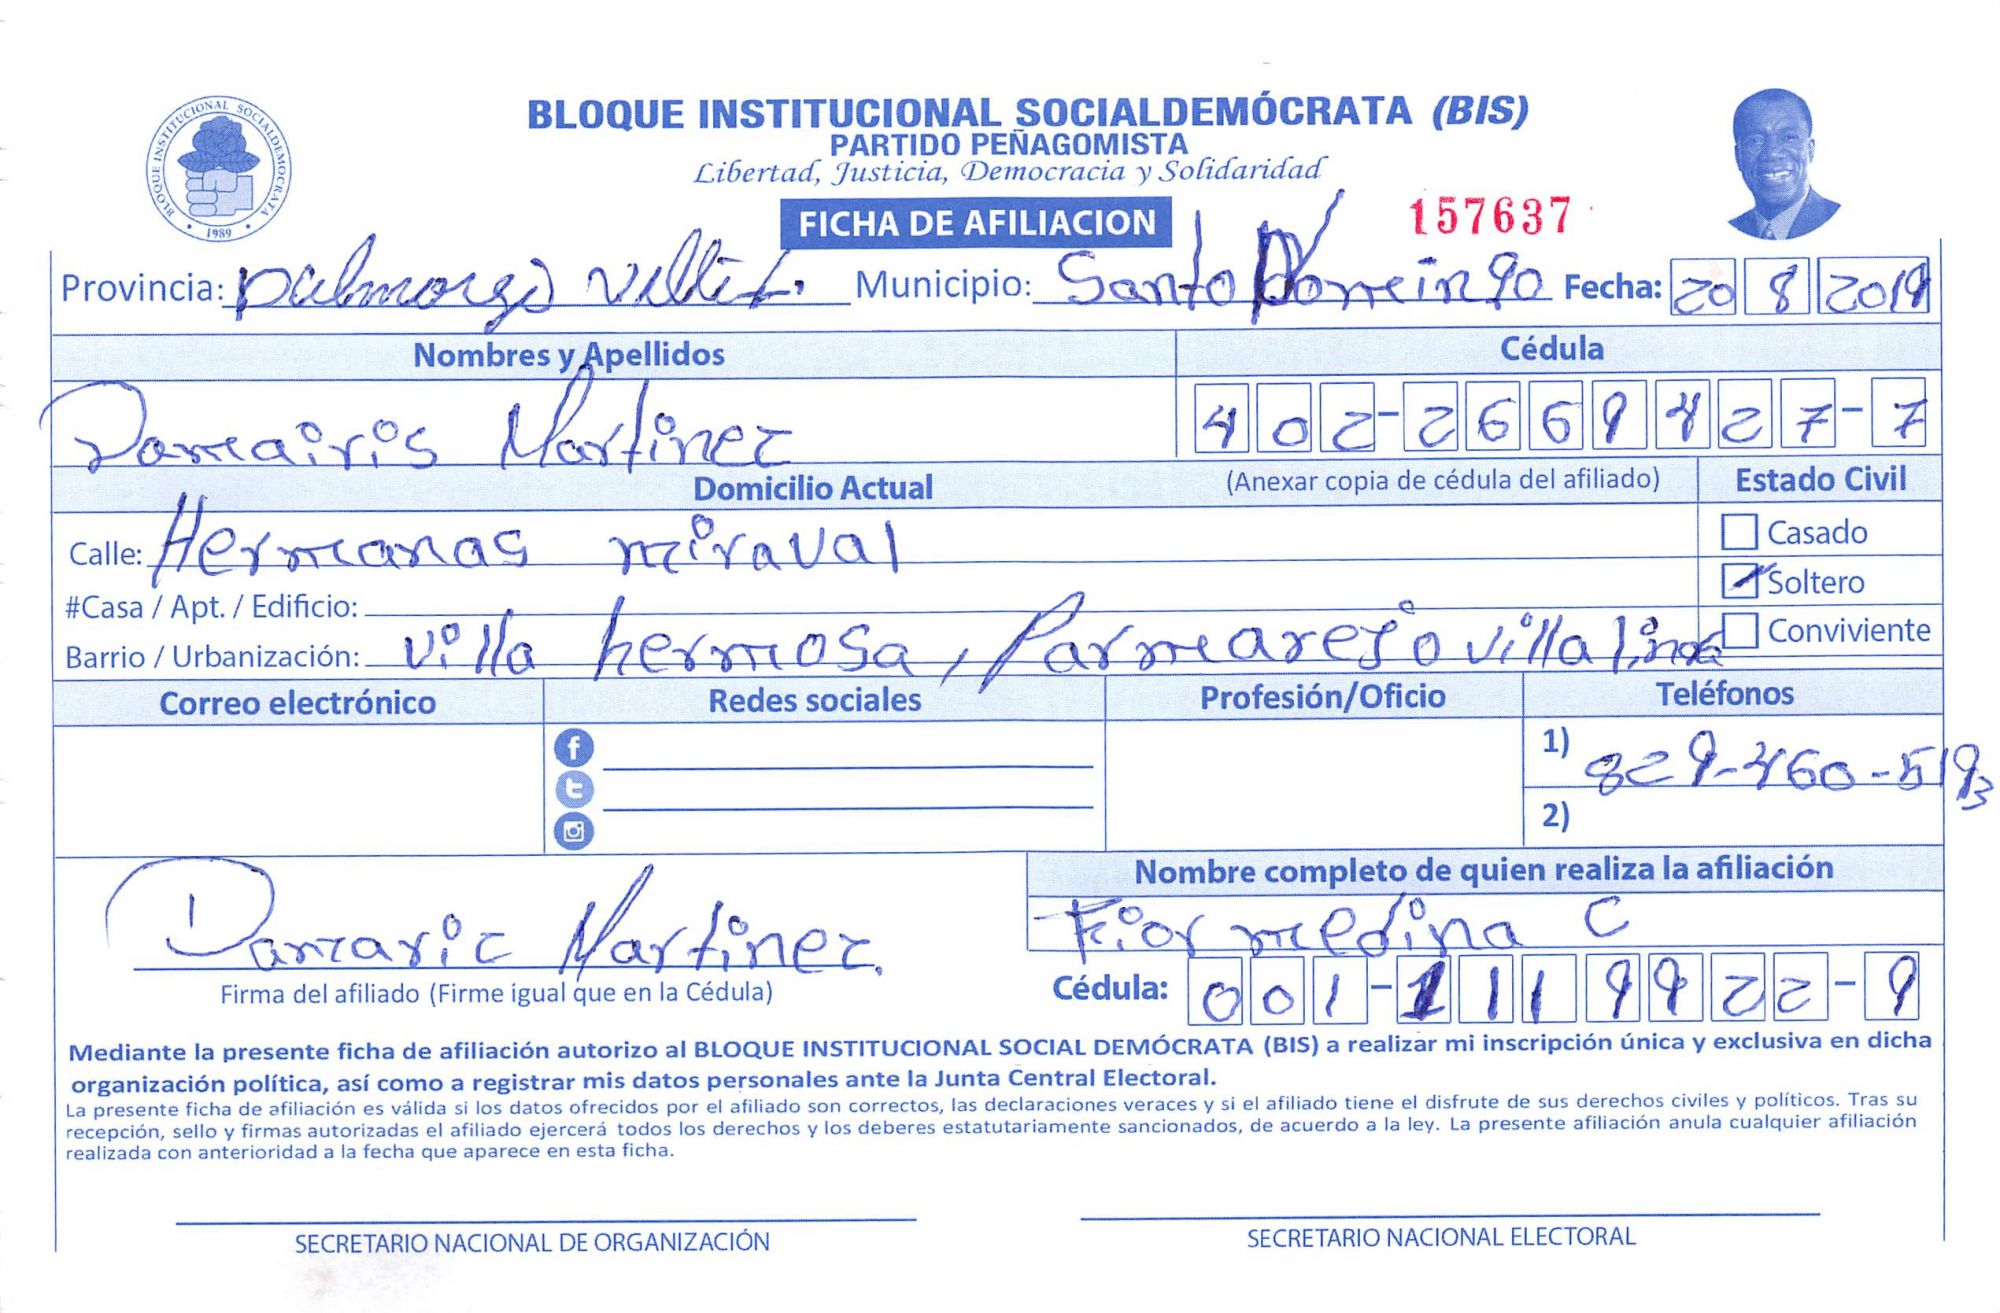 BLOQUE INSTITUCIONAL SOCIALDEMÓCRATA (BIS)
PARTIDO PEÑAGOMISTA
Libertad, Justicia, Democracia y Solidaridad
BLOQUE INSTITUCIONAL SOCIALDEMOCRATA
1989
FICHA DE AFILIACION
157637
Provincia: Municipio: Santo Domeingo Fecha: 20 8 2019
Nombres y Apellidos Cédula
Dameairis Martinez 402-2669427-7
Domicilio Actual (Anexar copia de cédula del afiliado) Estado Civil
Calle: Hermanas miraval
Casado
#Casa / Apt. / Edificio:
Soltero
Barrio / Urbanización: villa hermosa, villa linda
Conviviente
Correo electrónico Redes sociales Profesión/Oficio Teléfonos
1) 829-460-5193
2)
Nombre completo de quien realiza la afiliación
Martinez. Fior medina C
Firma del afiliado (Firme igual que en la Cédula) Cédula: 001-1119922-9
Mediante la presente ficha de afiliación autorizo al BLOQUE INSTITUCIONAL SOCIAL DEMÓCRATA (BIS) a realizar mi inscripción única y exclusiva en dicha
organización política, así como a registrar mis datos personales ante la Junta Central Electoral.
La presente ficha de afiliación es válida si los datos ofrecidos por el afiliado son correctos, las declaraciones veraces y si el afiliado tiene el disfrute de sus derechos civiles y políticos. Tras su
recepción, sello y firmas autorizadas el afiliado ejercerá todos los derechos y los deberes estatutariamente sancionados, de acuerdo a la ley. La presente afiliación anula cualquier afiliación
realizada con anterioridad a la fecha que aparece en esta ficha.
SECRETARIO NACIONAL DE ORGANIZACIÓN SECRETARIO NACIONAL ELECTORAL